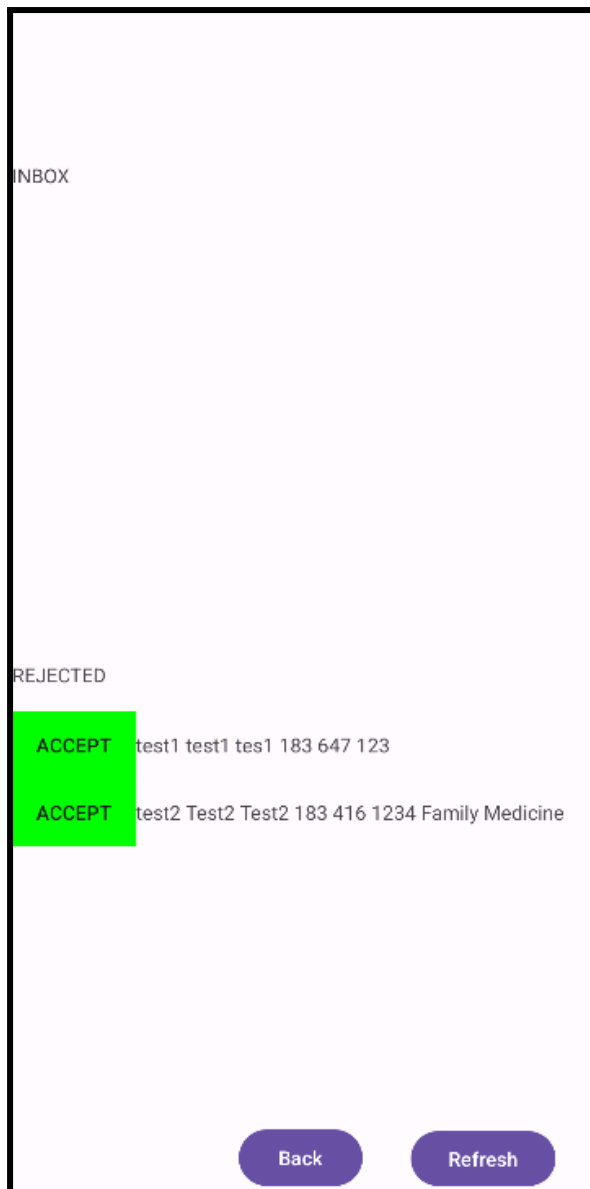 INBOX
REJECTED
ACCEPT test1 test1 tes1 183 647 123
ACCEPT test2 Test2 Test2 183 416 1234 Family Medicine
Back Refresh